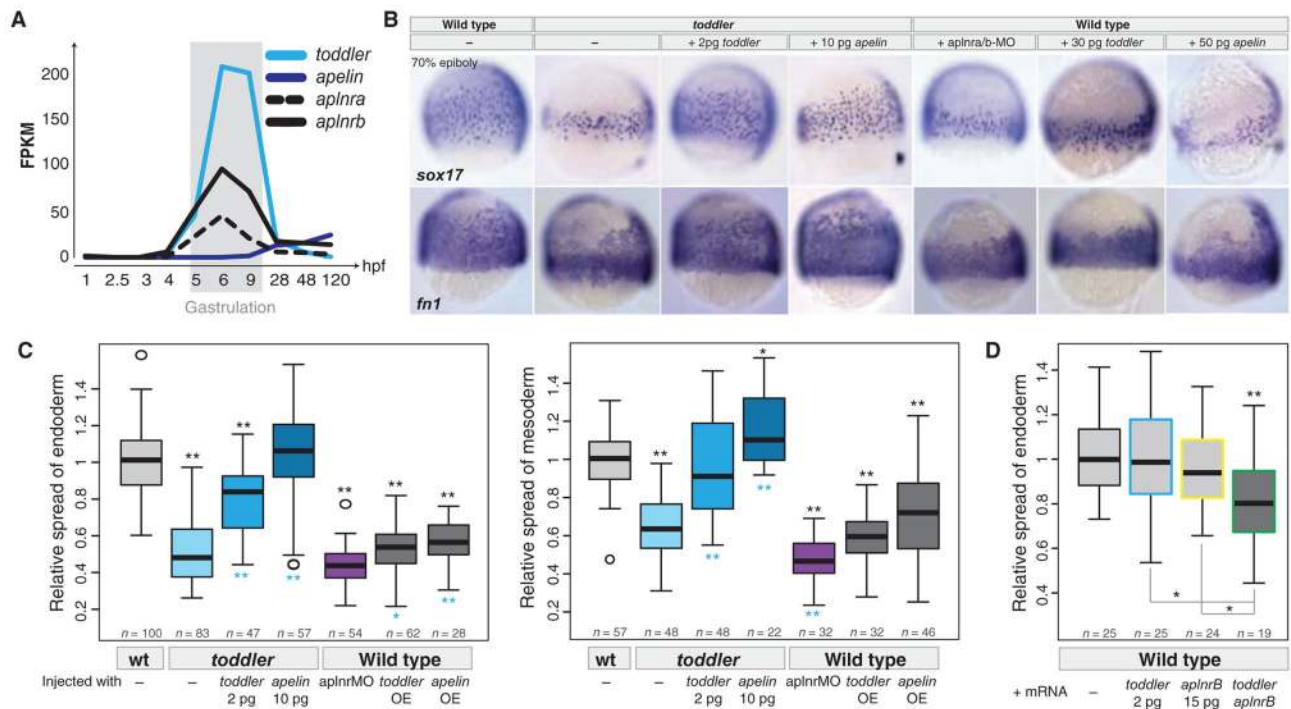 A
FPKM
200
150
100
50
0
1 2.5 3 4 5 6 9 28 48 120 hpf
Gastrulation
toddler
apelin
aplnra
aplnrb
B
Wild type toddler Wild type
– – + 2pg toddler + 10 pg apelin + aplnra/b-MO + 30 pg toddler + 50 pg apelin
70% epiboly
sox17
fn1
C
Relative spread of endoderm
1.4
1.2
1
0.8
0.6
0.4
0.2
** ** ** ** **
** ** * **
n = 100 n = 83 n = 47 n = 57 n = 54 n = 62 n = 28
wt toddler Wild type
Injected with – – toddler 2 pg apelin 10 pg aplnrMO toddler OE apelin OE
Relative spread of mesoderm
1.4
1.2
1
0.8
0.6
0.4
0.2
** * ** ** **
** ** **
n = 57 n = 48 n = 48 n = 22 n = 32 n = 32 n = 46
wt toddler Wild type
– – toddler 2 pg apelin 10 pg aplnrMO toddler OE apelin OE
D
Relative spread of endoderm
1.4
1.2
1
0.8
0.6
0.4
**
* *
n = 25 n = 25 n = 24 n = 19
Wild type
+ mRNA – toddler 2 pg aplnrB 15 pg toddler aplnrB